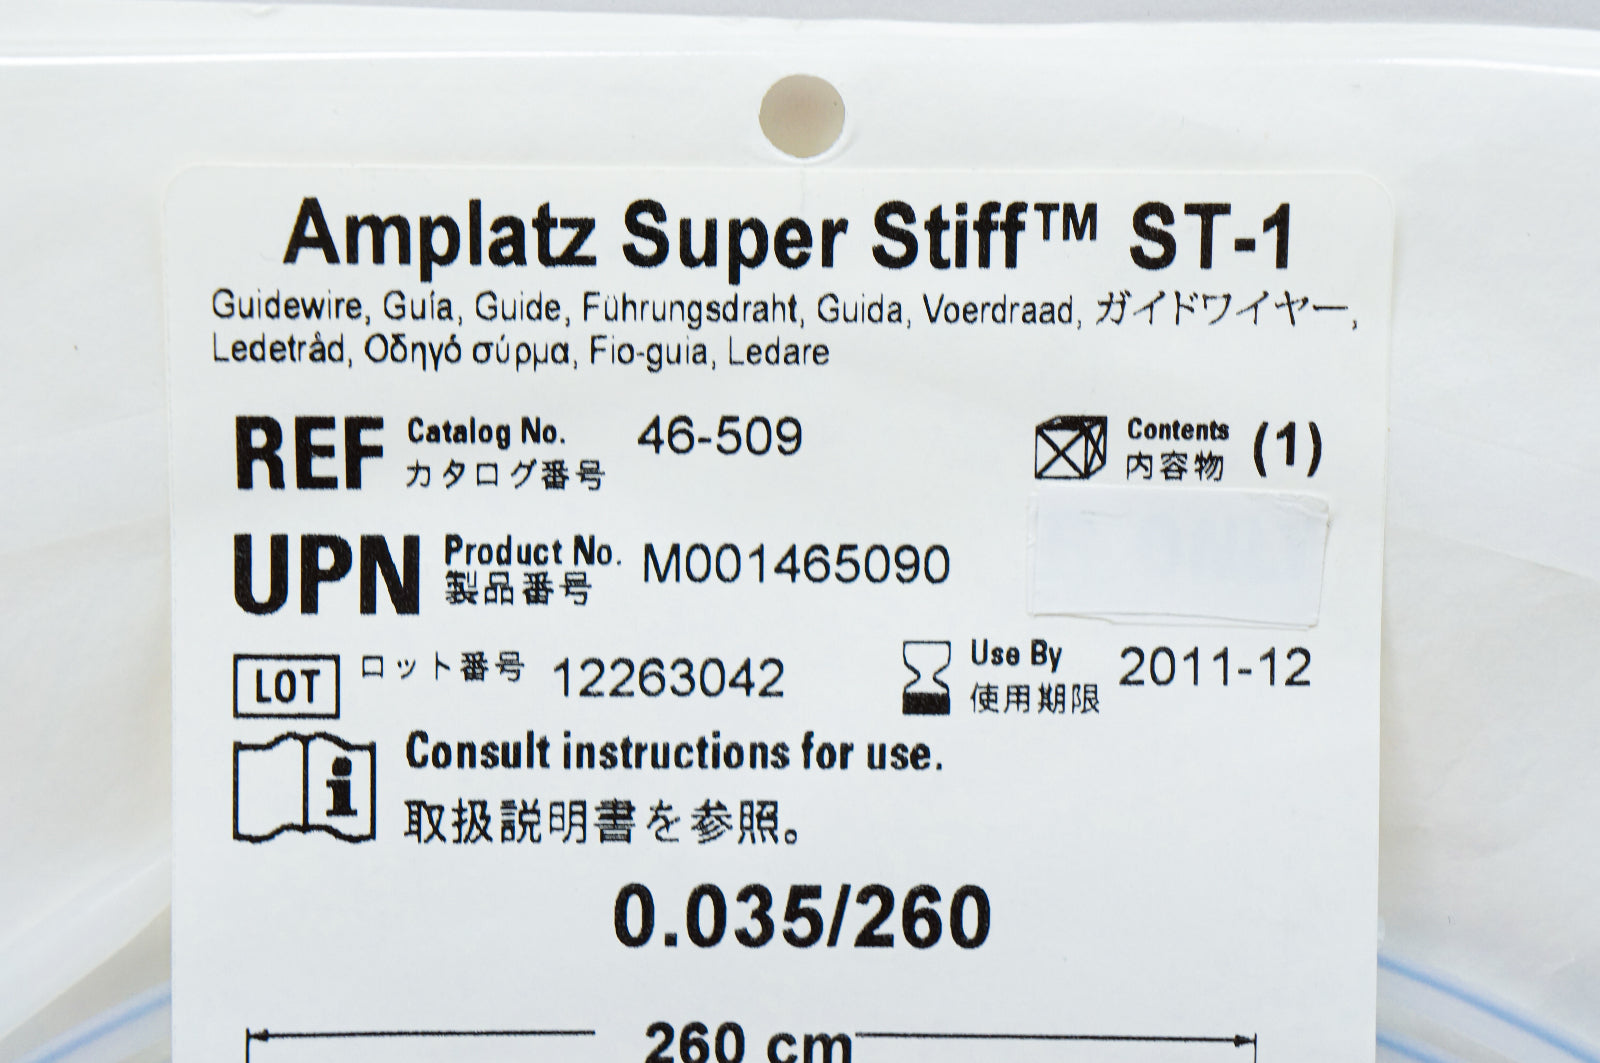 Amplatz Super Stiff™ ST-1
Guidewire, Guía, Guide, Führungsdraht, Guida, Voerdraad, ガイドワイヤー,
Ledetråd, Οδηγό σύρμα, Fio-guia, Ledare
REF Catalog No. 46-509
カタログ番号
Contents (1)
内容物
UPN Product No. M001465090
製品番号
LOT ロット番号 12263042
Use By 2011-12
使用期限
Consult instructions for use.
取扱説明書を参照。
0.035/260
260 cm